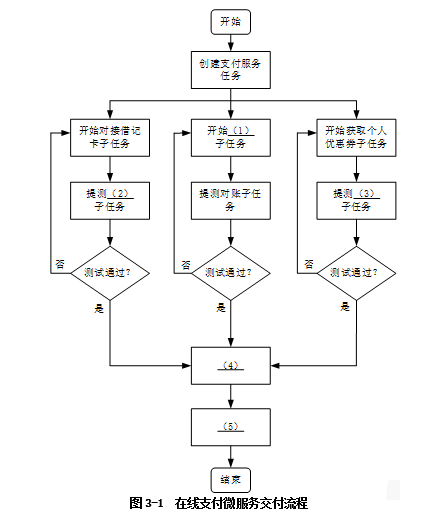 开始
创建支付服务
任务
开始对接借记
卡子任务
开始（1）
子任务
开始获取个人
优惠券子任务
提测（2）
子任务
提测对账子任
务
提测（3）
子任务
否
测试通过？
否
测试通过？
否
测试通过？
是
是
是
（4）
（5）
结束
图 3-1 在线支付微服务交付流程